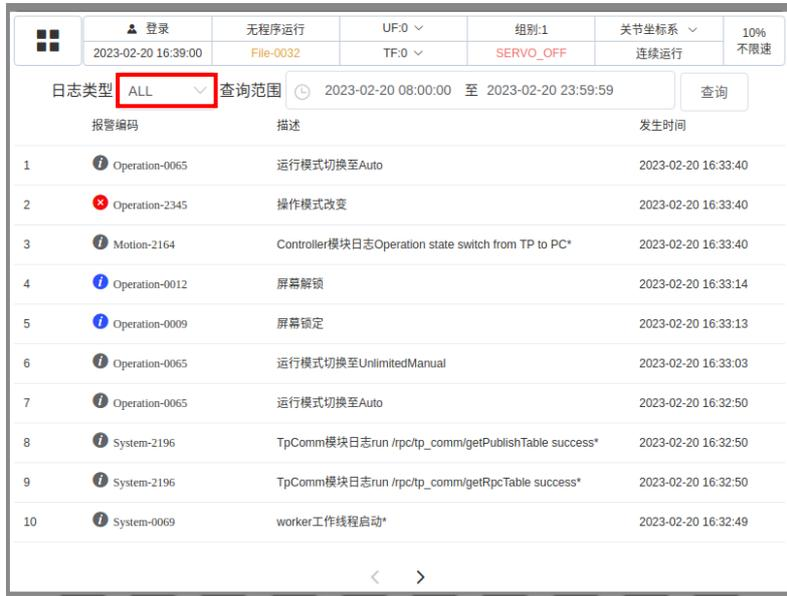 登录 无程序运行 UF:0 组别:1 关节坐标系 10%
2023-02-20 16:39:00 File-0032 TF:0 SERVO_OFF 连续运行 不限速
日志类型 ALL 查询范围 2023-02-20 08:00:00 至 2023-02-20 23:59:59 查询
报警编码 描述 发生时间
1 Operation-0065 运行模式切换至Auto 2023-02-20 16:33:40
2 Operation-2345 操作模式改变 2023-02-20 16:33:40
3 Motion-2164 Controller模块日志Operation state switch from TP to PC* 2023-02-20 16:33:40
4 Operation-0012 屏幕解锁 2023-02-20 16:33:14
5 Operation-0009 屏幕锁定 2023-02-20 16:33:13
6 Operation-0065 运行模式切换至UnlimitedManual 2023-02-20 16:33:03
7 Operation-0065 运行模式切换至Auto 2023-02-20 16:32:50
8 System-2196 TpComm模块日志run /rpc/tp_comm/getPublishTable success* 2023-02-20 16:32:50
9 System-2196 TpComm模块日志run /rpc/tp_comm/getRpcTable success* 2023-02-20 16:32:50
10 System-0069 worker工作线程启动* 2023-02-20 16:32:49